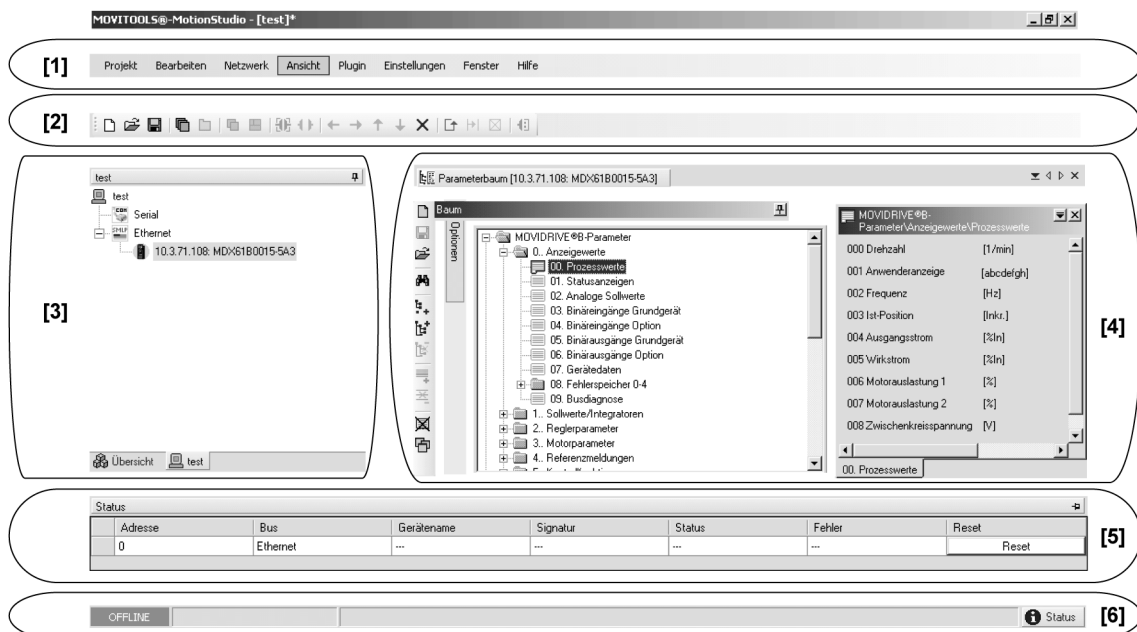 MOVITOOLS®-MotionStudio - [test]*
[1]
Projekt Bearbeiten Netzwerk Ansicht Plugin Einstellungen Fenster Hilfe
[2]
[3]
test
test
Serial
Ethernet
10.3.71.108: MDX61B0015-5A3
Übersicht test
Parameterbaum [10.3.71.108: MDX61B0015-5A3]
Baum
Optionen
MOVIDRIVE®B-Parameter
0.. Anzeigewerte
00. Prozesswerte
01. Statusanzeigen
02. Analoge Sollwerte
03. Binäreingänge Grundgerät
04. Binäreingänge Option
05. Binärausgänge Grundgerät
06. Binärausgänge Option
07. Gerätedaten
08. Fehlerspeicher 0-4
09. Busdiagnose
1.. Sollwerte/Integratoren
2.. Reglerparameter
3.. Motorparameter
4.. Referenzmeldungen
MOVIDRIVE®B-
Parameter\Anzeigewerte\Prozesswerte
000 Drehzahl [1/min]
001 Anwenderanzeige [abcdefgh]
002 Frequenz [Hz]
003 Ist-Position [Inkr.]
004 Ausgangsstrom [%In]
005 Wirkstrom [%In]
006 Motorauslastung 1 [%]
007 Motorauslastung 2 [%]
008 Zwischenkreisspannung [V]
00. Prozesswerte
[4]
Status
Adresse Bus Gerätename Signatur Status Fehler Reset
0 Ethernet --- --- --- --- Reset
[5]
OFFLINE Status
[6]